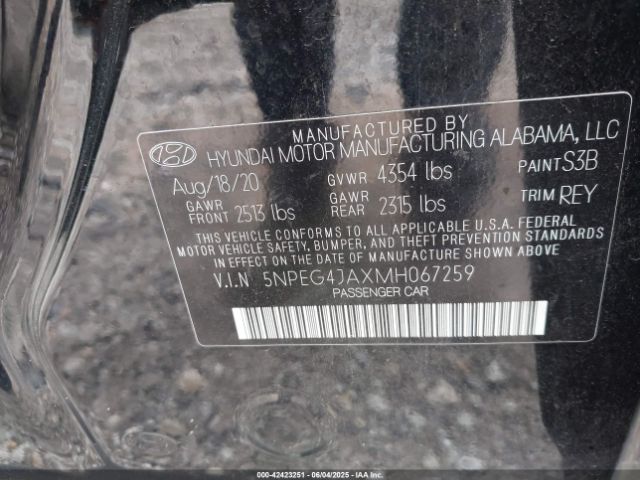 MANUFACTURED BY
HYUNDAI MOTOR MANUFACTURING ALABAMA, LLC
Aug/18/20 GVWR 4354 lbs PAINT S3B
GAWR FRONT 2513 lbs GAWR REAR 2315 lbs TRIM REY
THIS VEHICLE CONFORMS TO ALL APPLICABLE U.S.A. FEDERAL
MOTOR VEHICLE SAFETY, BUMPER, AND THEFT PREVENTION
STANDARDS IN EFFECT ON THE DATE OF MANUFACTURE SHOWN ABOVE.
V.I.N 5NPEG4JAXMH067259
PASSENGER CAR
000-42423251 - 06/04/2025 - IAAI.COM